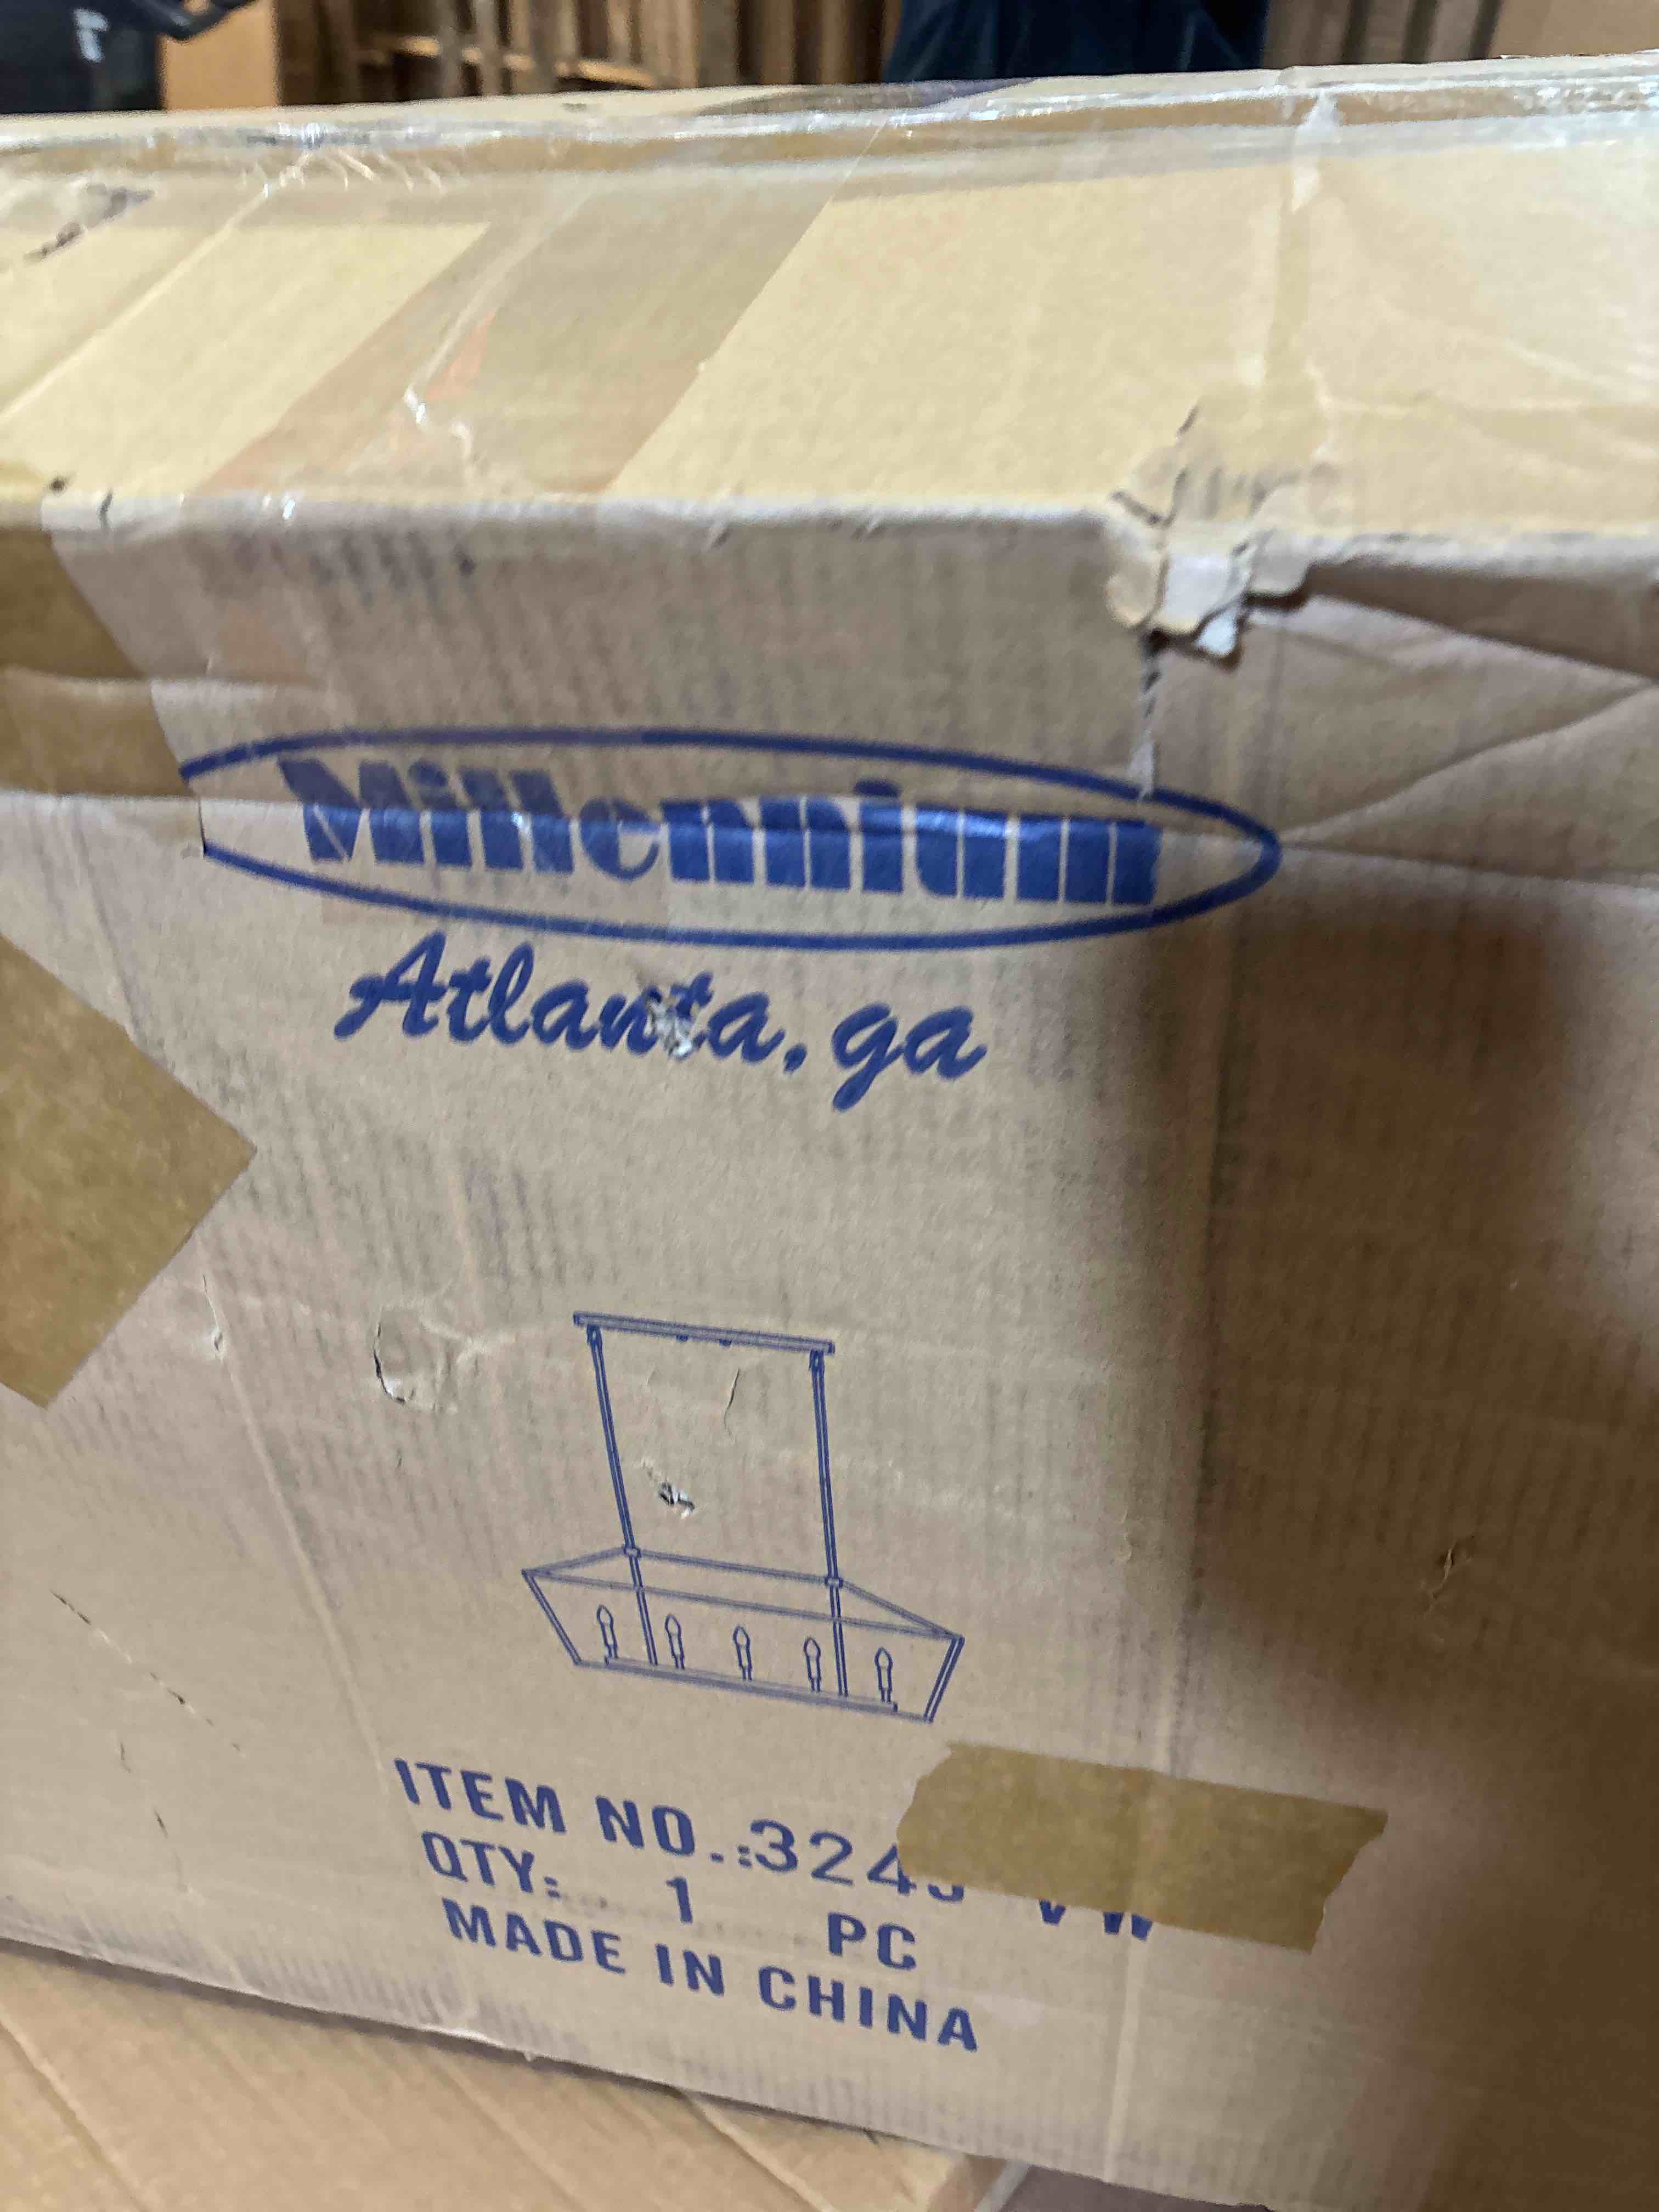 Millennium
Atlanta, ga
ITEM NO.:324
QTY: 1 PC
MADE IN CHINA